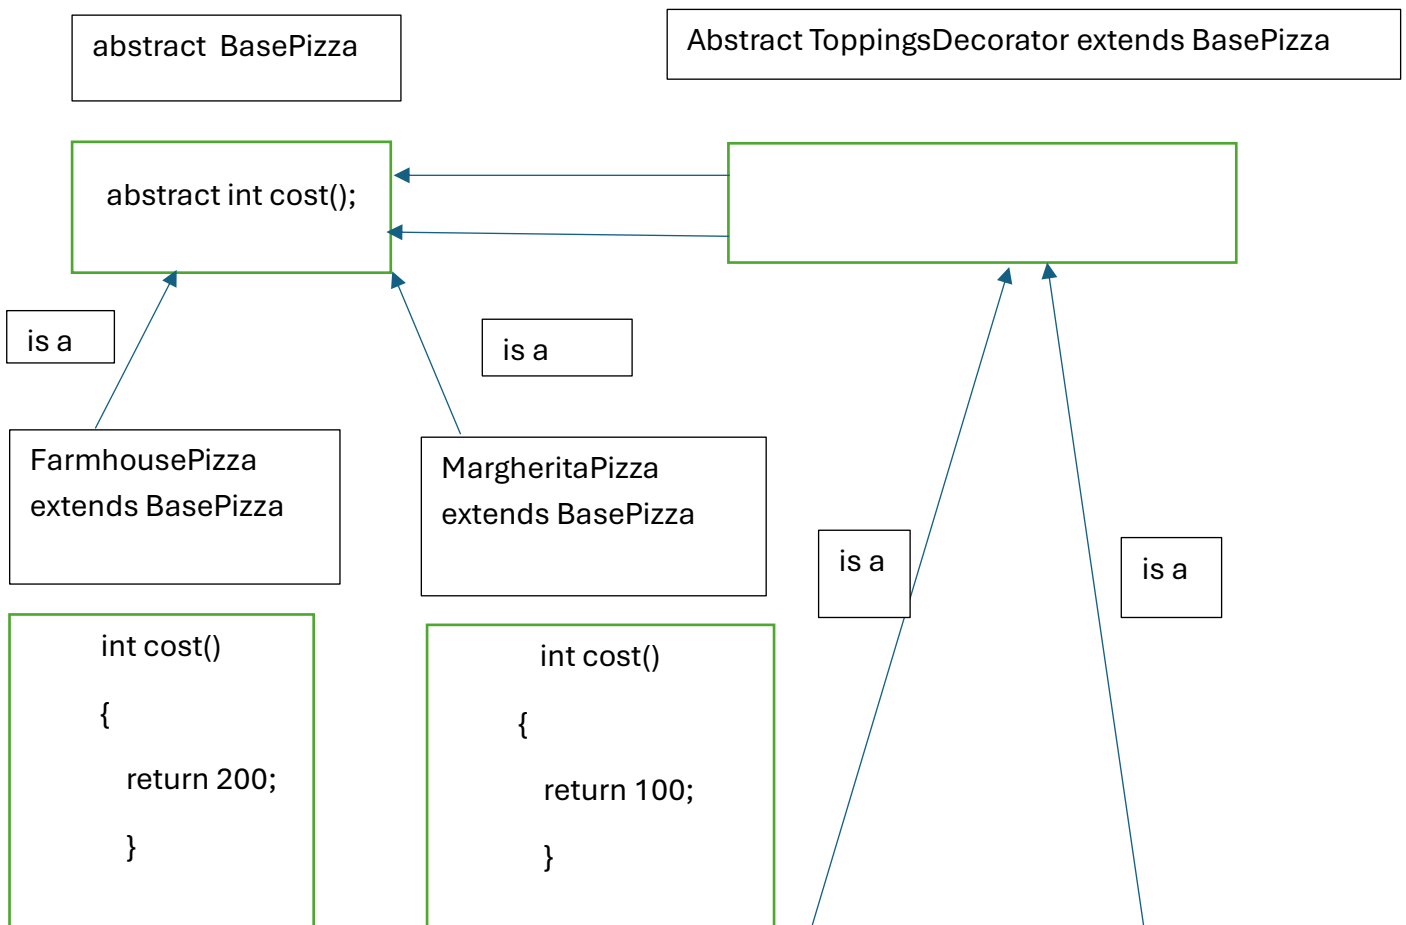 abstract  BasePizza
Abstract ToppingsDecorator extends BasePizza
abstract int cost();
is a
is a
FarmhousePizza
extends BasePizza
MargheritaPizza
extends BasePizza
is a
is a
int cost()
{
return 200;
}
int cost()
{
return 100;
}